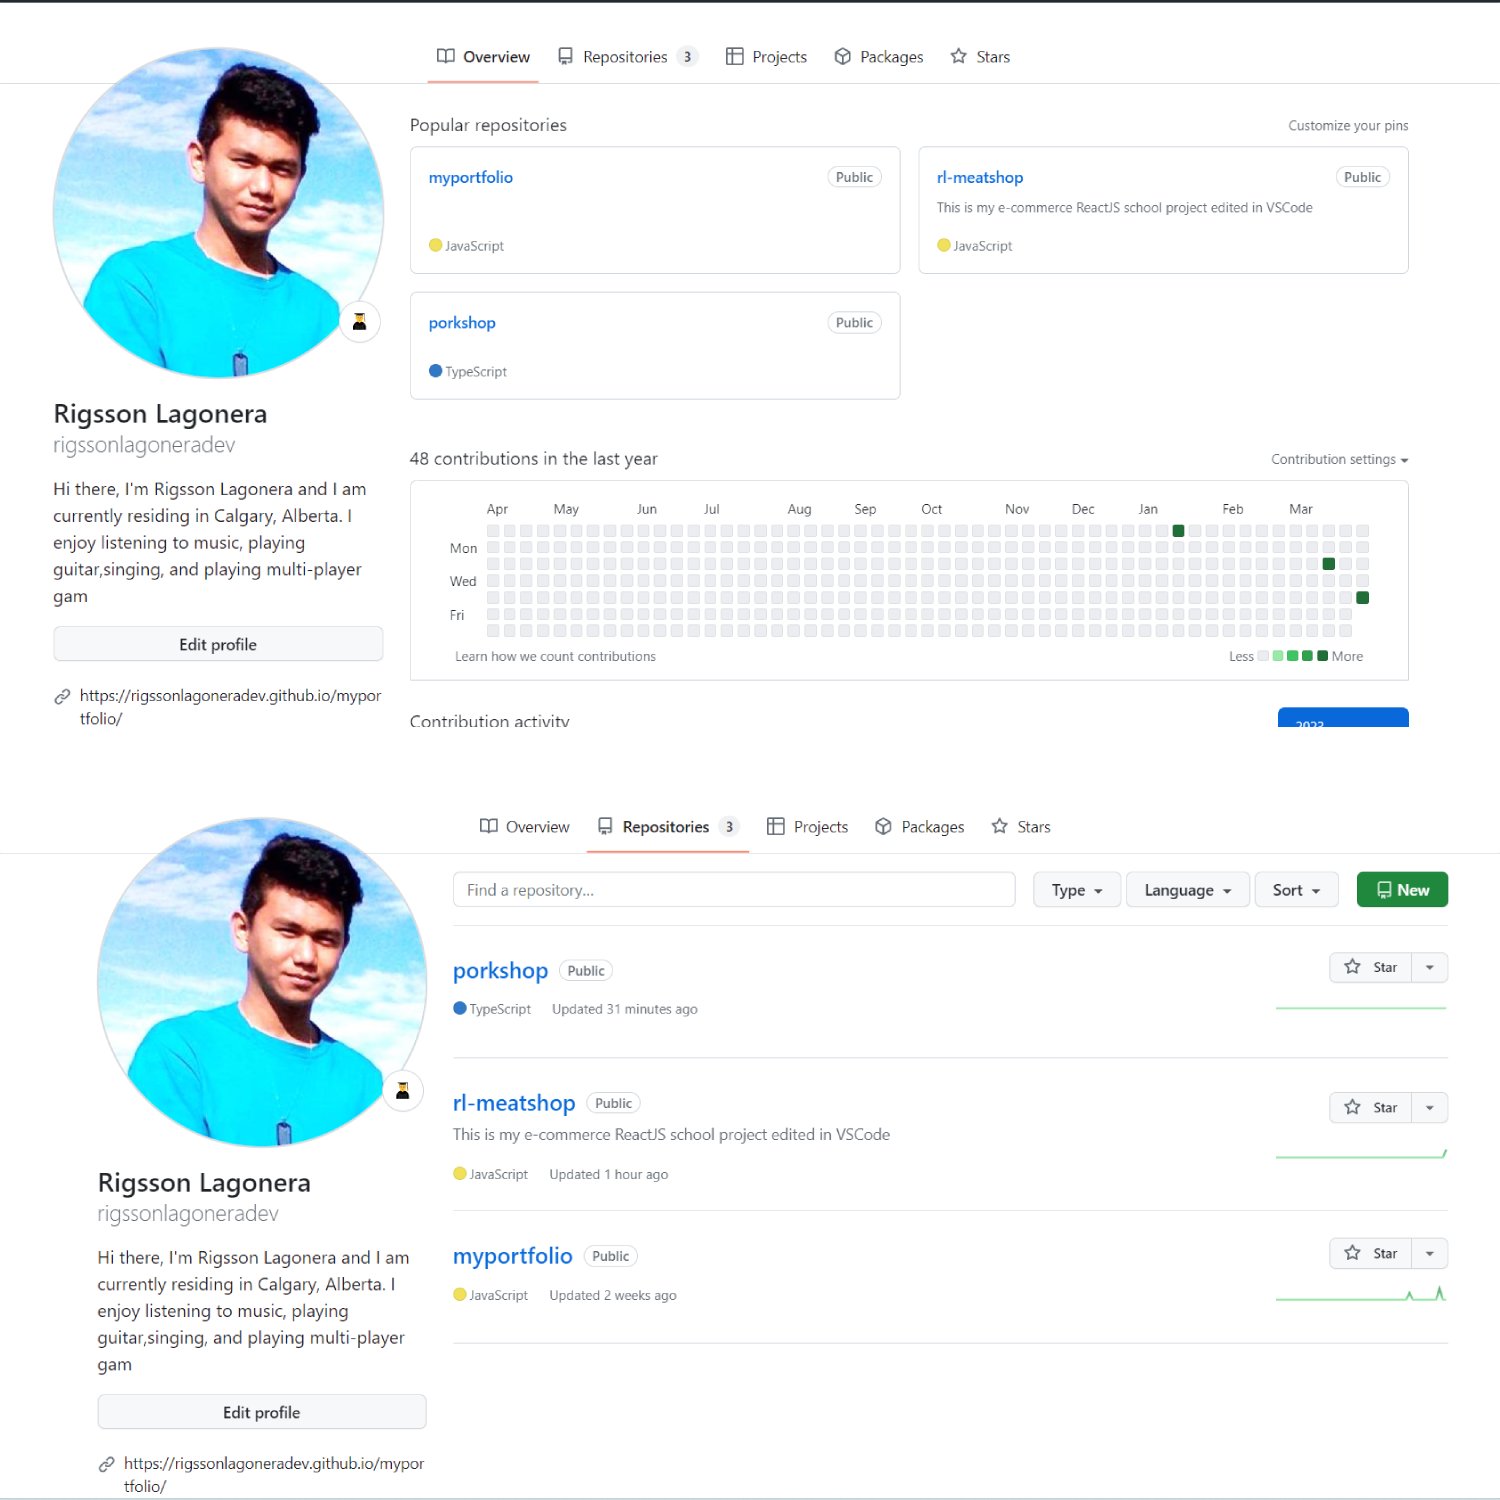 Overview Repositories 3 Projects Packages Stars
Popular repositories Customize your pins
myportfolio Public
JavaScript
rl-meatshop Public
This is my e-commerce ReactJS school project edited in VSCode
JavaScript
porkshop Public
TypeScript
Rigsson Lagonera
rigssonlagoneradev
Hi there, I'm Rigsson Lagonera and I am
currently residing in Calgary, Alberta. I
enjoy listening to music, playing
guitar,singing, and playing multi-player
gam
Edit profile
https://rigssonlagoneradev.github.io/mypor
tfolio/
48 contributions in the last year Contribution settings
Apr May Jun Jul Aug Sep Oct Nov Dec Jan Feb Mar
Mon
Wed
Fri
Learn how we count contributions Less More
Contribution activity 2023
Overview Repositories 3 Projects Packages Stars
Find a repository... Type Language Sort New
porkshop Public Star
TypeScript Updated 31 minutes ago
rl-meatshop Public Star
This is my e-commerce ReactJS school project edited in VSCode
JavaScript Updated 1 hour ago
myportfolio Public Star
JavaScript Updated 2 weeks ago
Rigsson Lagonera
rigssonlagoneradev
Hi there, I'm Rigsson Lagonera and I am
currently residing in Calgary, Alberta. I
enjoy listening to music, playing
guitar,singing, and playing multi-player
gam
Edit profile
https://rigssonlagoneradev.github.io/mypor
tfolio/